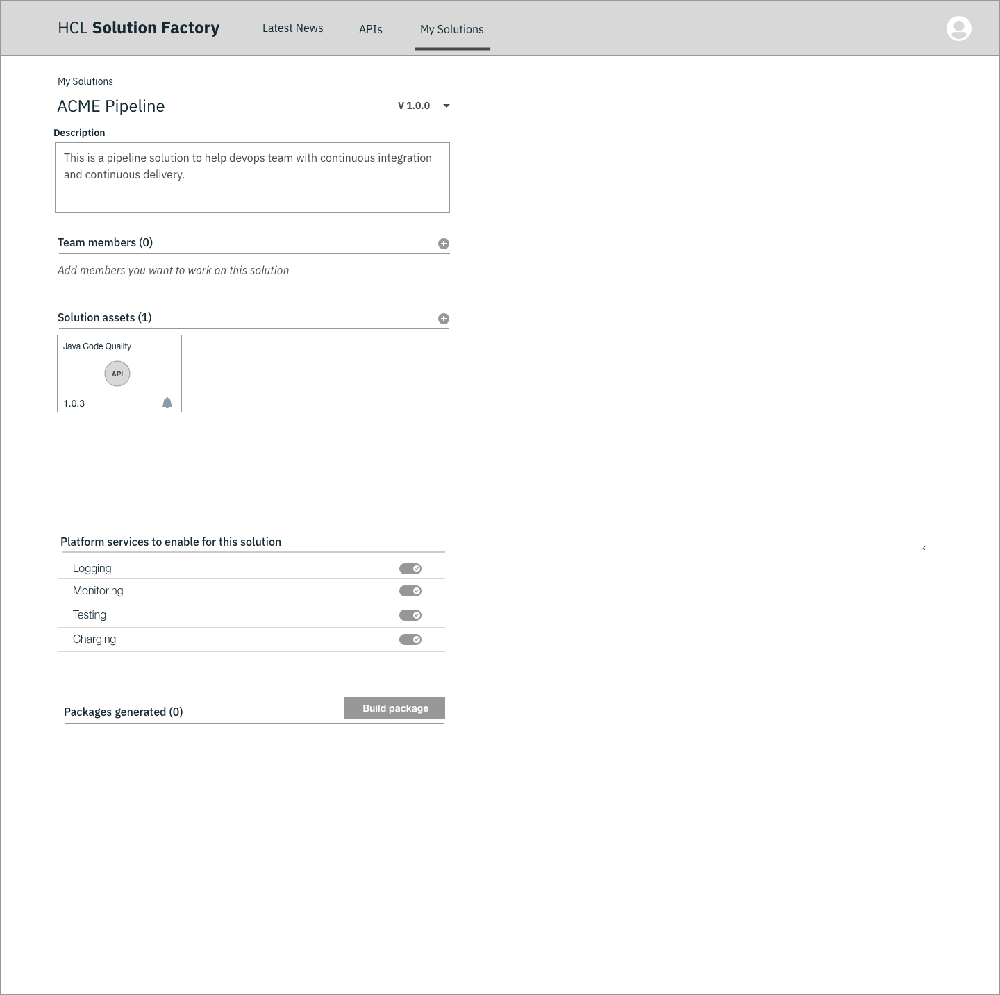 HCL Solution Factory
Latest News
APIs
My Solutions
My Solutions
ACME Pipeline
V 1.0.0
Description
This is a pipeline solution to help devops team with continuous integration
and continuous delivery.
Team members (0)
Add members you want to work on this solution
Solution assets (1)
Java Code Quality
API
1.0.3
Platform services to enable for this solution
Logging
Monitoring
Testing
Charging
Packages generated (0)
Build package